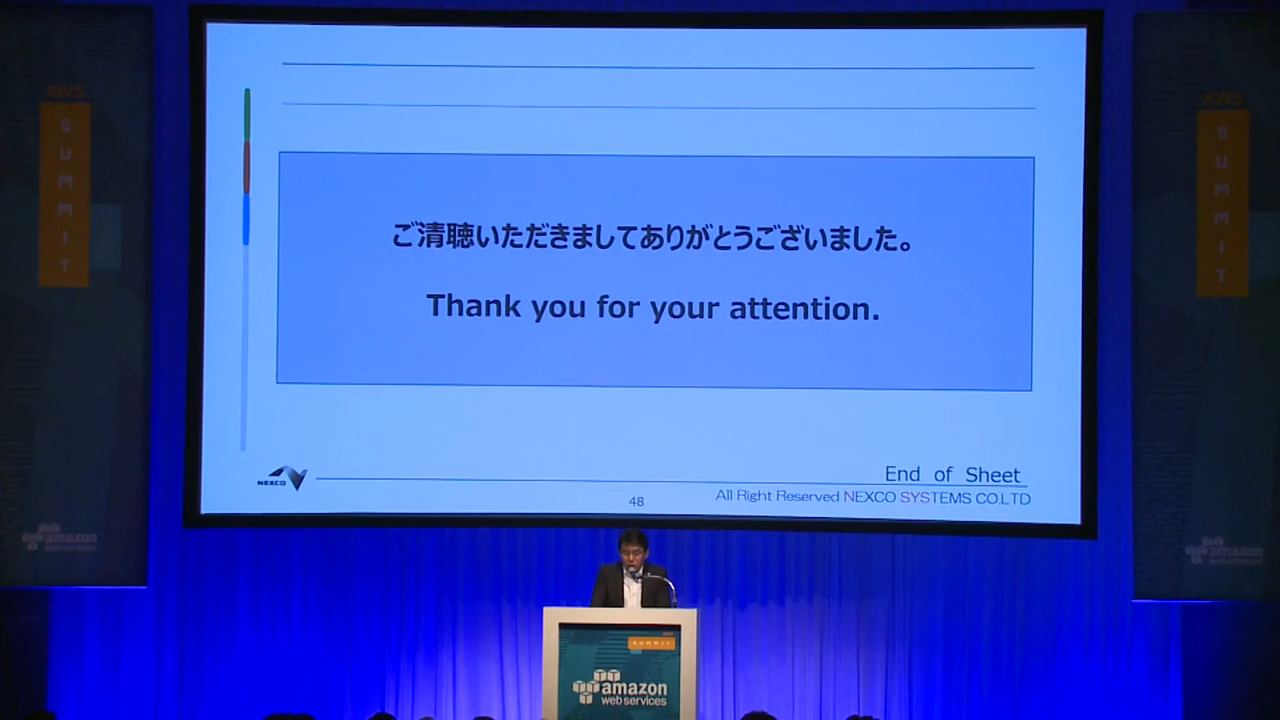 AWS
SUMMIT
amazon
web services
ご清聴いただきましてありがとうございました。
Thank you for your attention.
NEXCO
End of Sheet
48
All Right Reserved NEXCO SYSTEMS CO.LTD
AWS
SUMMIT
amazon
web services
SUMMIT
amazon
web services